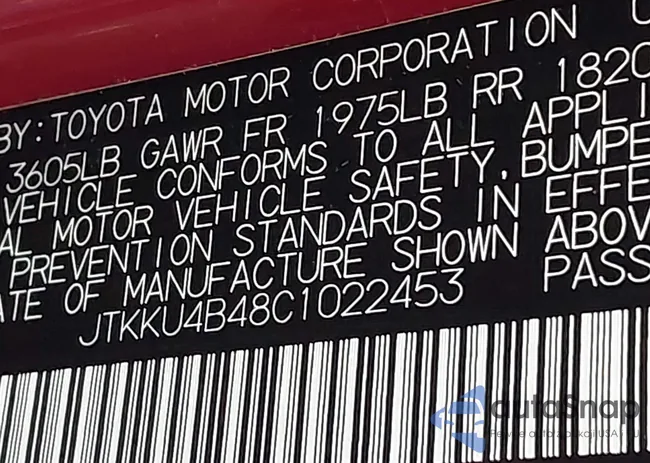 BY: TOYOTA MOTOR CORPORATION
3605LB GAWR FR 1975LB RR 182
VEHICLE CONFORMS TO ALL APPLI
AL MOTOR VEHICLE SAFETY, BUMPE
PREVENTION STANDARDS IN EFFE
ATE OF MANUFACTURE SHOWN ABOV
JTKKU4B48C1022453 PASS
autoSnap